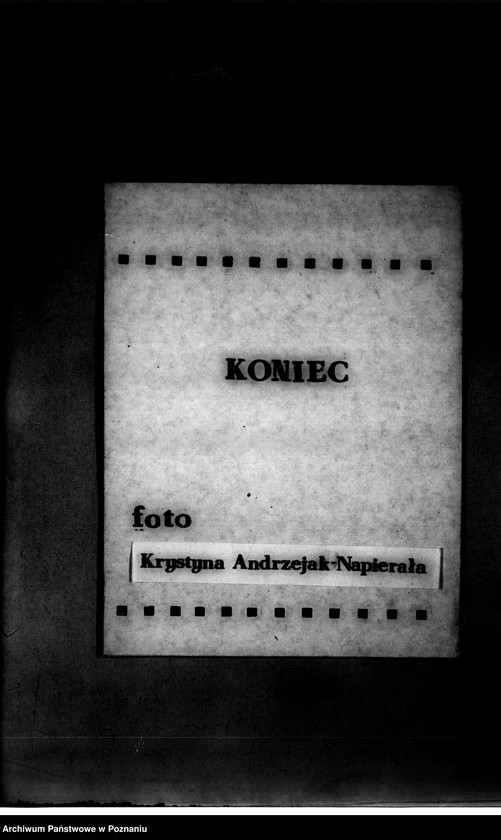 KONIEC
foto
Krystyna Andrzejak-Napierała
Archiwum Państwowe w Poznaniu